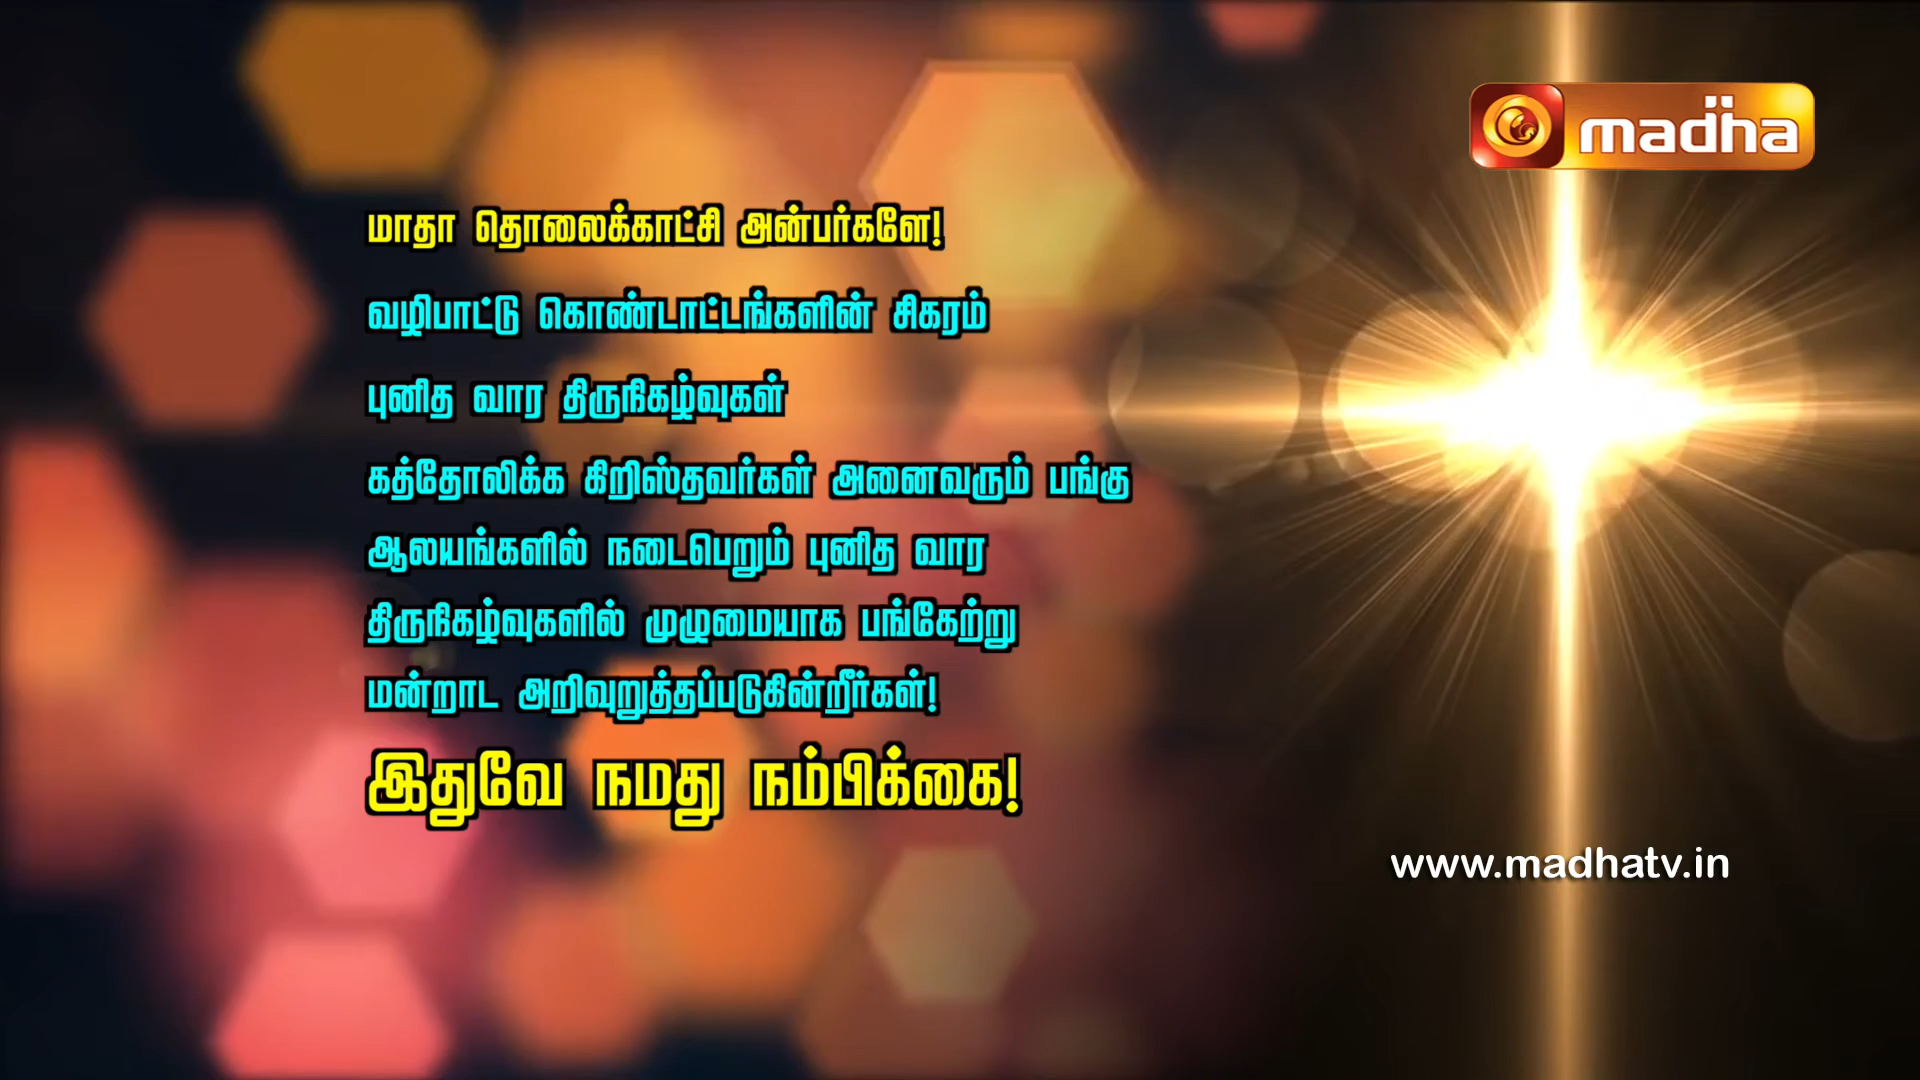 madha
மாதா தொலைக்காட்சி அன்பர்களே!
வழிபாட்டு கொண்டாட்டங்களின் சிகரம்
புனித வார திருநிகழ்வுகள்
கத்தோலிக்க கிறிஸ்தவர்கள் அனைவரும் பங்கு
ஆலயங்களில் நடைபெறும் புனித வார
திருநிகழ்வுகளில் முழுமையாக பங்கேற்று
மன்றாட அறிவுறுத்தப்படுகின்றீர்கள்!
இதுவே நமது நம்பிக்கை!
www.madhatv.in